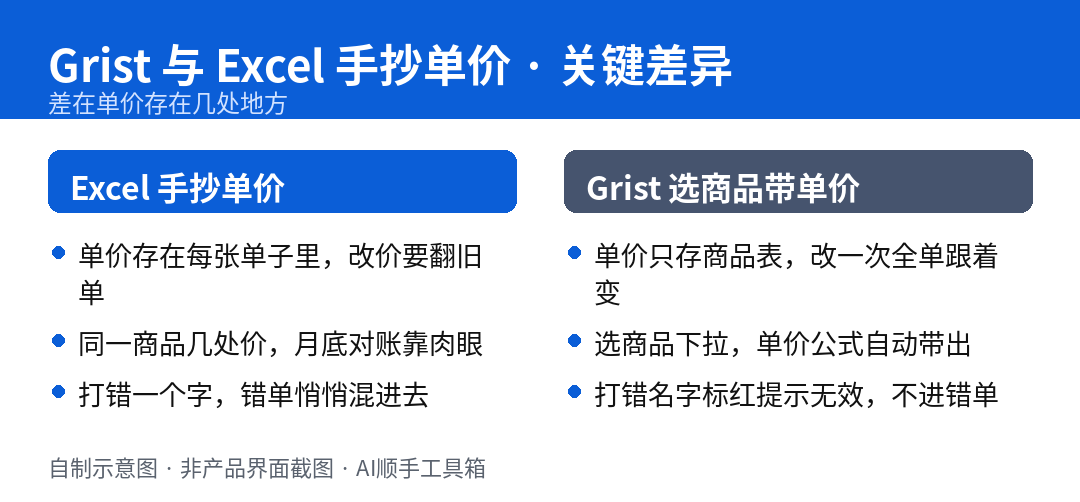 Grist 与 Excel 手抄单价 · 关键差异
差在单价存在几处地方
Excel 手抄单价
单价存在每张单子里，改价要翻旧
单
同一商品几处价，月底对账靠肉眼
打错一个字，错单悄悄混进去
Grist 选商品带单价
单价只存商品表，改一次全单跟着
变
选商品下拉，单价公式自动带出
打错名字标红提示无效，不进错单
自制示意图 · 非产品界面截图 · AI顺手工具箱